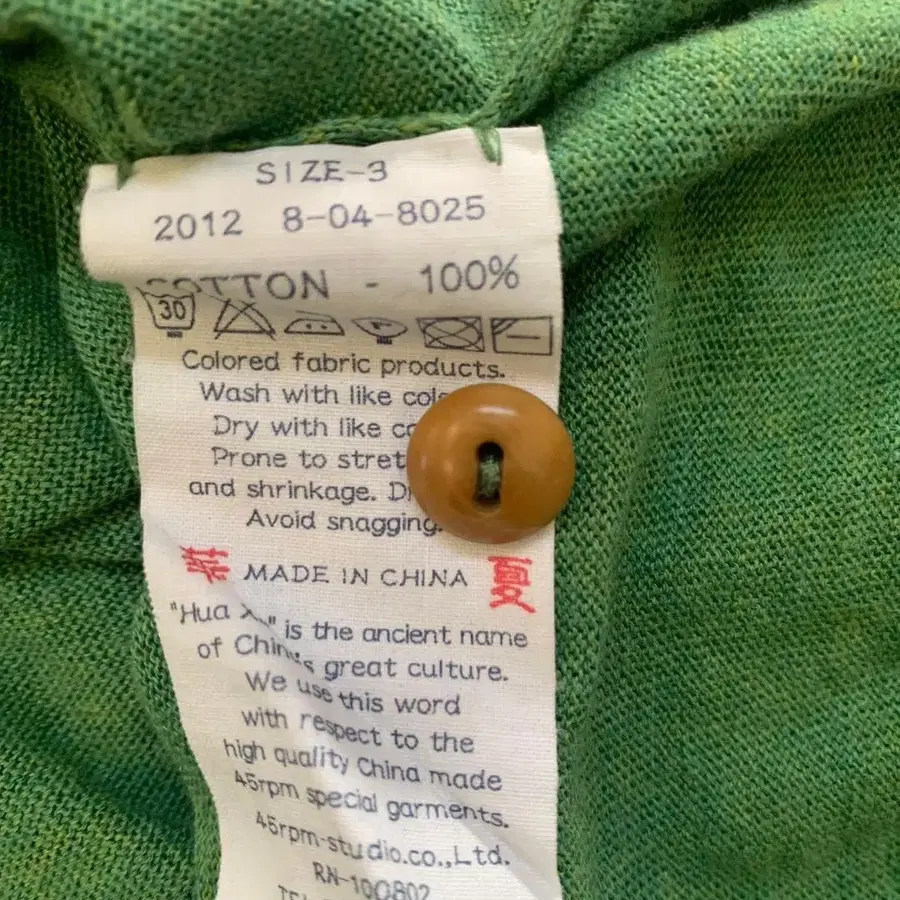 SIZE-3
2012 8-04-8025
COTTON - 100%
30
Colored fabric products.
Wash with like
Dry with like
Prone to
and shrinkage.
Avoid snagging.
華 MADE IN CHINA 夏
"Hua is the ancient name
of China's great culture.
We use this word
with respect to the
high quality China made
45rpm special garments.
45rpm-studio.co.,Ltd.
RN-100802